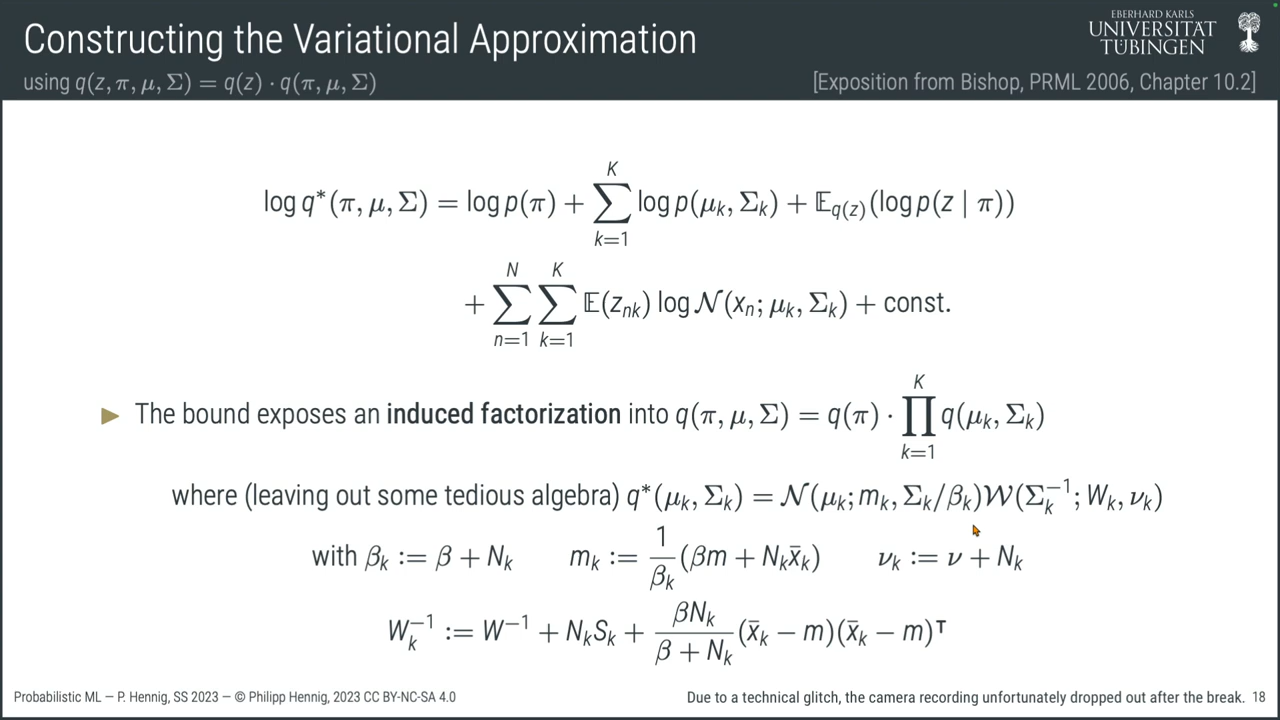 Constructing the Variational Approximation
EBERHARD KARLS
UNIVERSITÄT
TÜBINGEN
using q(z, π, μ, Σ) = q(z) · q(π, μ, Σ)
[Exposition from Bishop, PRML 2006, Chapter 10.2]
log q*(π, μ, Σ) = log p(π) + ∑_{k=1}^{K} log p(μ_k, Σ_k) + 𝔼_{q(z)}(log p(z | π))
+ ∑_{n=1}^{N} ∑_{k=1}^{K} 𝔼(z_{nk}) log 𝒩(x_n; μ_k, Σ_k) + const.
▶ The bound exposes an induced factorization into q(π, μ, Σ) = q(π) · ∏_{k=1}^{K} q(μ_k, Σ_k)
where (leaving out some tedious algebra) q*(μ_k, Σ_k) = 𝒩(μ_k; m_k, Σ_k/β_k)𝒲(Σ_k^{-1}; W_k, ν_k)
with β_k := β + N_k m_k := \frac{1}{β_k}(βm + N_k x̄_k) ν_k := ν + N_k
W_k^{-1} := W^{-1} + N_k S_k + \frac{βN_k}{β + N_k}(x̄_k − m)(x̄_k − m)^⊤
Probabilistic ML — P. Hennig, SS 2023 — © Philipp Hennig, 2023 CC BY-NC-SA 4.0
Due to a technical glitch, the camera recording unfortunately dropped out after the break. 18